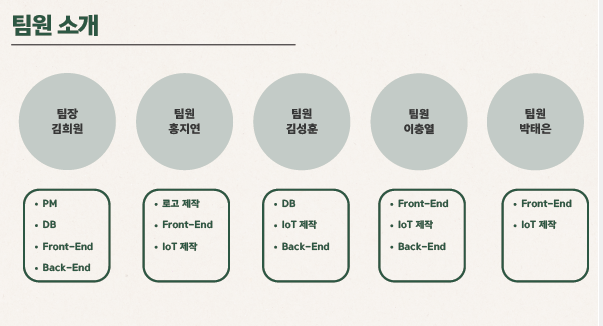 팀원 소개
팀장
김희원
팀원
홍지연
팀원
김성훈
팀원
이충열
팀원
박태은
• PM
• DB
• Front-End
• Back-End
• 로고 제작
• Front-End
• IoT 제작
• DB
• IoT 제작
• Back-End
• Front-End
• IoT 제작
• Back-End
• Front-End
• IoT 제작